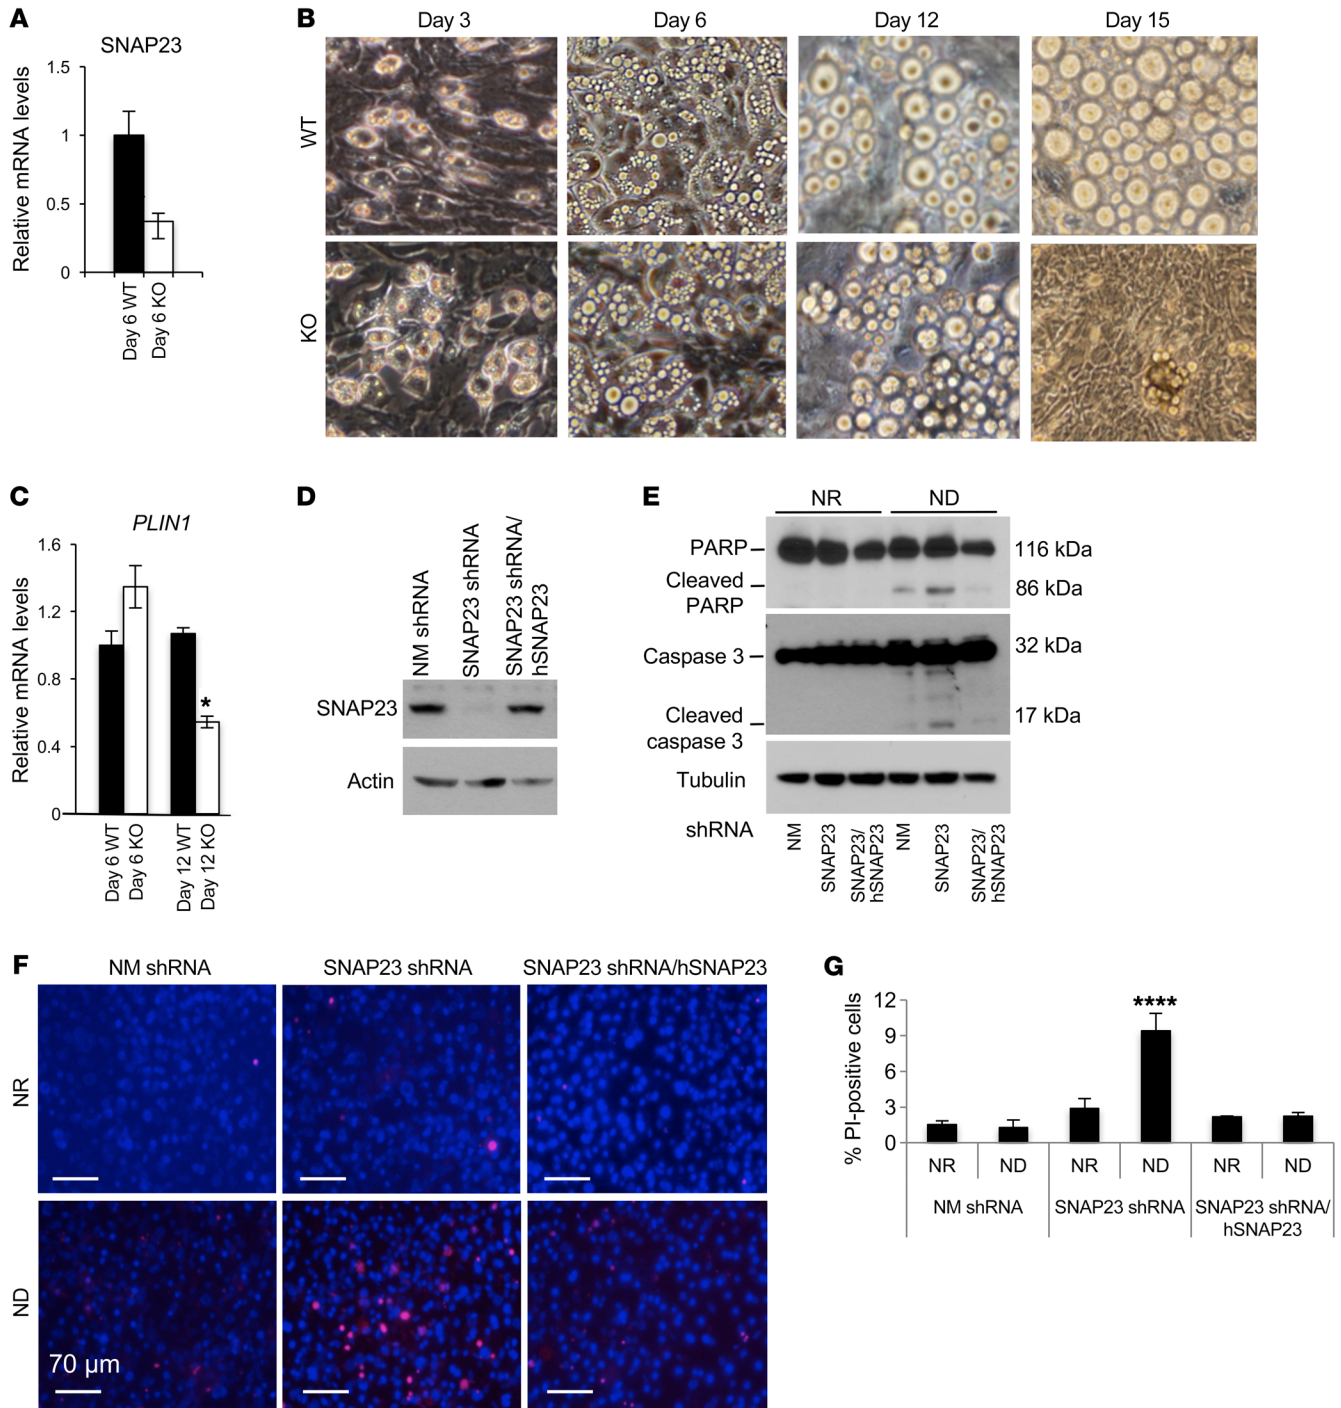 A
SNAP23
Relative mRNA levels
1.5
1
0.5
0
Day 6 WT
Day 6 KO
B
Day 3
Day 6
Day 12
Day 15
WT
KO
C
PLIN1
Relative mRNA levels
1.6
1.2
0.8
0.4
0
*
Day 6 WT
Day 6 KO
Day 12 WT
Day 12 KO
D
NM shRNA
SNAP23 shRNA
SNAP23 shRNA/
hSNAP23
SNAP23
Actin
E
NR
ND
PARP
116 kDa
Cleaved
PARP
86 kDa
Caspase 3
32 kDa
Cleaved
caspase 3
17 kDa
Tubulin
shRNA
NM
SNAP23
SNAP23/
hSNAP23
NM
SNAP23
SNAP23/
hSNAP23
F
NM shRNA
SNAP23 shRNA
SNAP23 shRNA/hSNAP23
NR
ND
70 µm
G
% PI-positive cells
12
9
6
3
0
****
NR
ND
NR
ND
NR
ND
NM shRNA
SNAP23 shRNA
SNAP23 shRNA/
hSNAP23